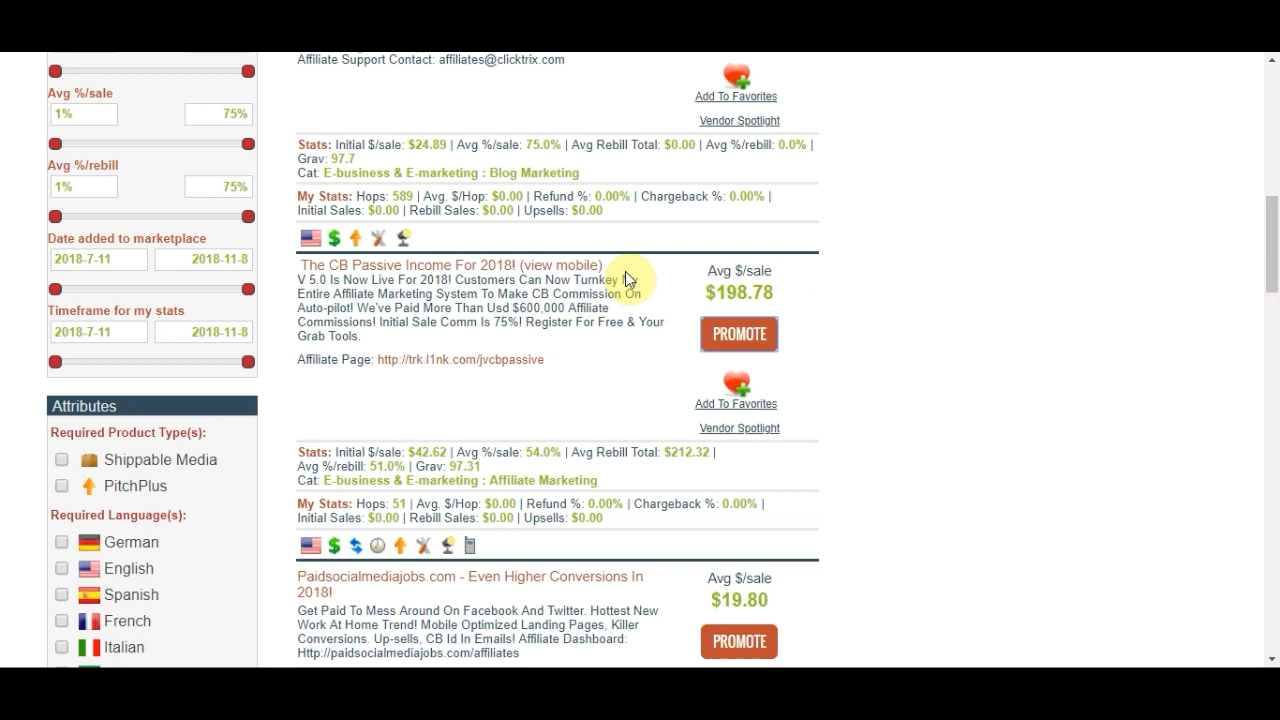 Avg %/sale
1% 75%
Avg %/rebill
1% 75%
Date added to marketplace
2018-7-11 2018-11-8
Timeframe for my stats
2018-7-11 2018-11-8
Attributes
Required Product Type(s):
Shippable Media
PitchPlus
Required Language(s):
German
English
Spanish
French
Italian
Affiliate Support Contact: affiliates@clicktrix.com
Add To Favorites
Vendor Spotlight
Stats: Initial $/sale: $24.89 | Avg %/sale: 75.0% | Avg Rebill Total: $0.00 | Avg %/rebill: 0.0% |
Grav: 97.7
Cat: E-business & E-marketing : Blog Marketing
My Stats: Hops: 589 | Avg. $/Hop: $0.00 | Refund %: 0.00% | Chargeback %: 0.00% |
Initial Sales: $0.00 | Rebill Sales: $0.00 | Upsells: $0.00
The CB Passive Income For 2018! (view mobile)
V 5.0 Is Now Live For 2018! Customers Can Now Turnkey
Entire Affiliate Marketing System To Make CB Commission On
Auto-pilot! We've Paid More Than Usd $600,000 Affiliate
Commissions! Initial Sale Comm Is 75%! Register For Free & Your
Grab Tools.
Affiliate Page: http://trk.l1nk.com/jvcbpassive
Avg $/sale
$198.78
PROMOTE
Add To Favorites
Vendor Spotlight
Stats: Initial $/sale: $42.62 | Avg %/sale: 54.0% | Avg Rebill Total: $212.32 |
Avg %/rebill: 51.0% | Grav: 97.31
Cat: E-business & E-marketing : Affiliate Marketing
My Stats: Hops: 51 | Avg. $/Hop: $0.00 | Refund %: 0.00% | Chargeback %: 0.00% |
Initial Sales: $0.00 | Rebill Sales: $0.00 | Upsells: $0.00
Paidsocialmediajobs.com - Even Higher Conversions In
2018!
Get Paid To Mess Around On Facebook And Twitter. Hottest New
Work At Home Trend! Mobile Optimized Landing Pages, Killer
Conversions. Up-sells, CB Id In Emails! Affiliate Dashboard:
Http://paidsocialmediajobs.com/affiliates
Avg $/sale
$19.80
PROMOTE